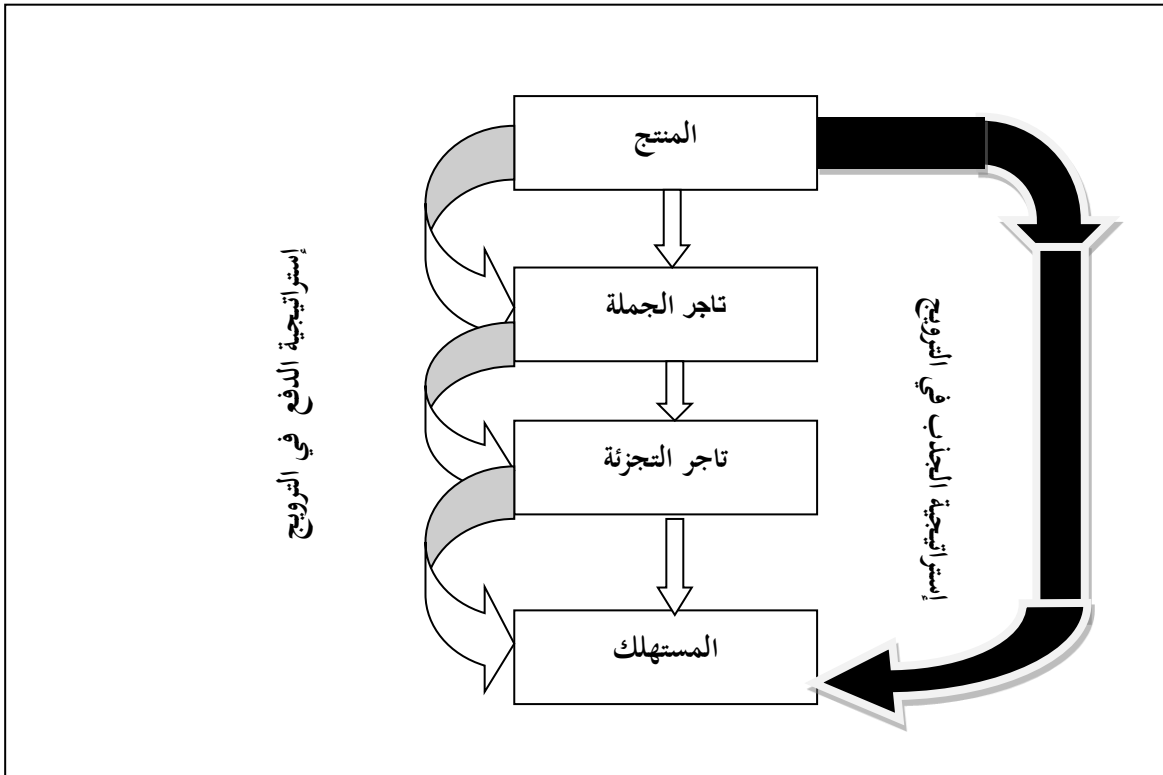 المنتج
تاجر الجملة
تاجر التجزئة
المستهلك
إستراتيجية الجذب في الترويج
إستراتيجية الدفع في الترويج